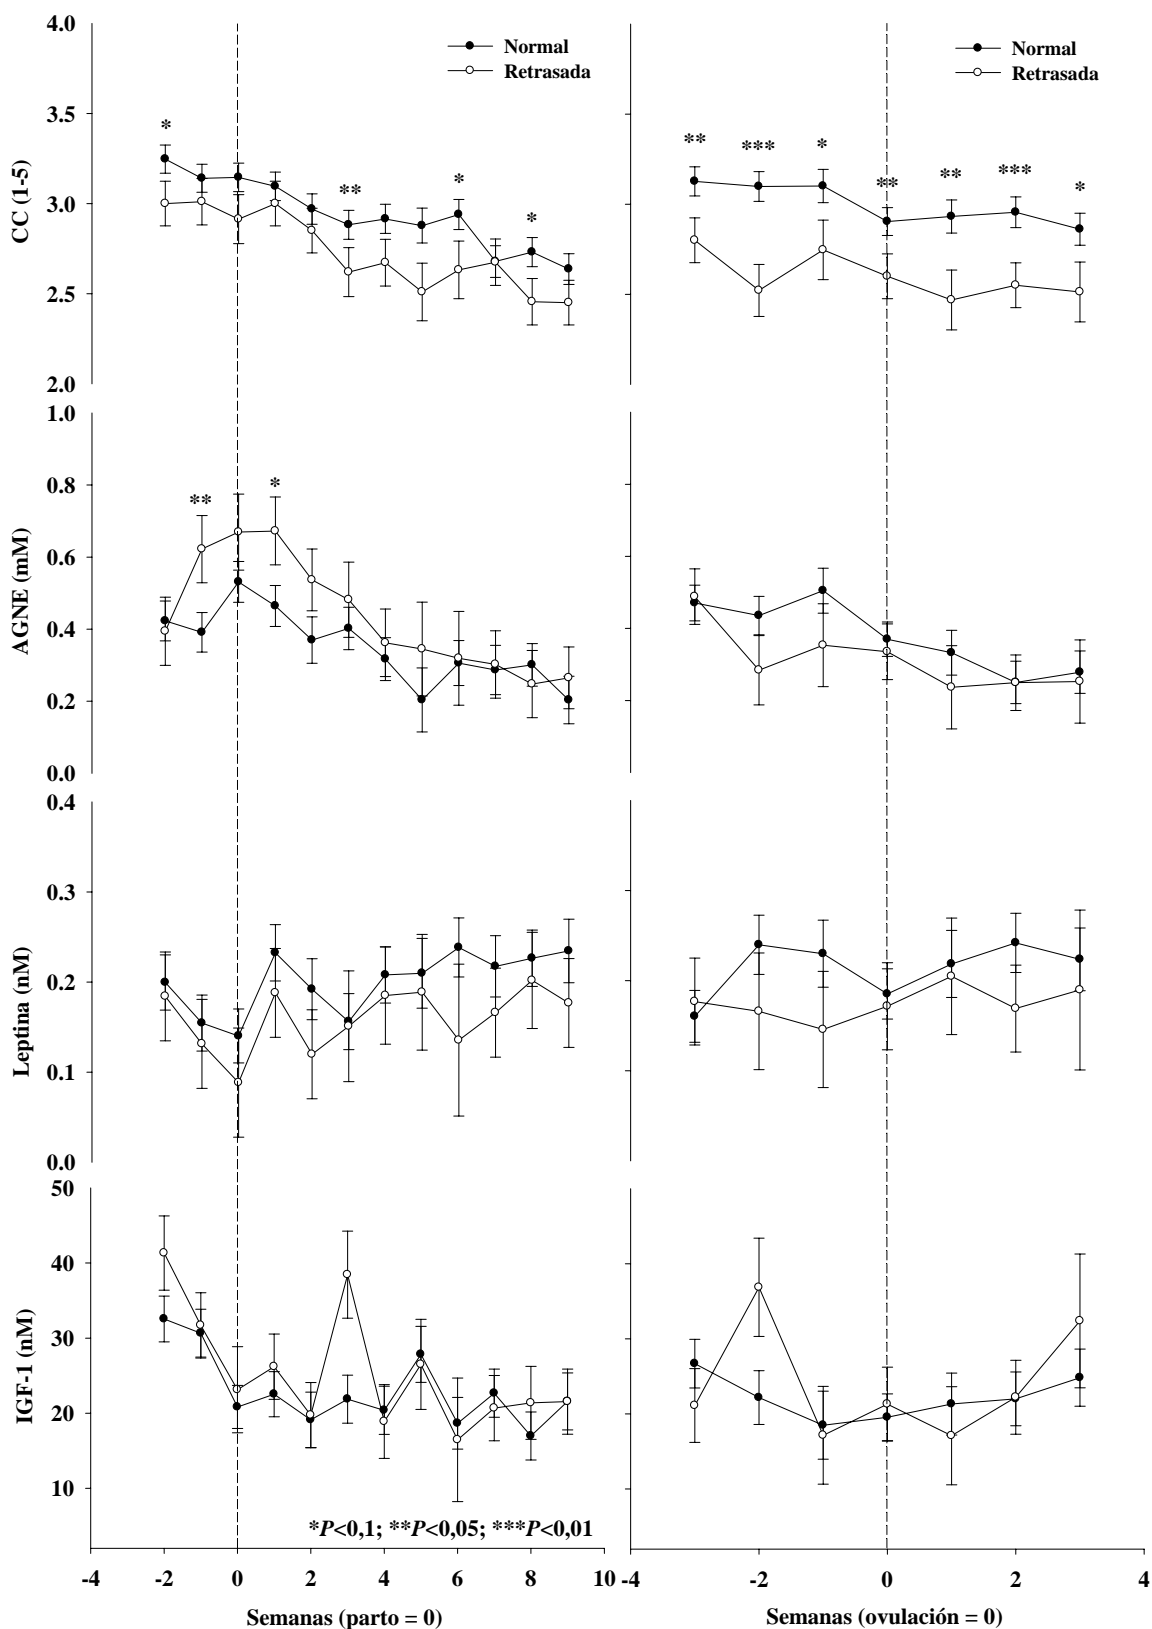 4.0
3.5
3.0
2.5
2.0
CC (1-5)
Normal
Retrasada
* ** * *
Normal
Retrasada
** *** * ** ** *** *
1.0
0.8
0.6
0.4
0.2
0.0
AGNE (mM)
** *
0.4
0.3
0.2
0.1
0.0
Leptina (nM)
50
40
30
20
10
IGF-1 (nM)
*P<0,1; **P<0,05; ***P<0,01
-4 -2 0 2 4 6 8 10
Semanas (parto = 0)
-4 -2 0 2 4
Semanas (ovulación = 0)